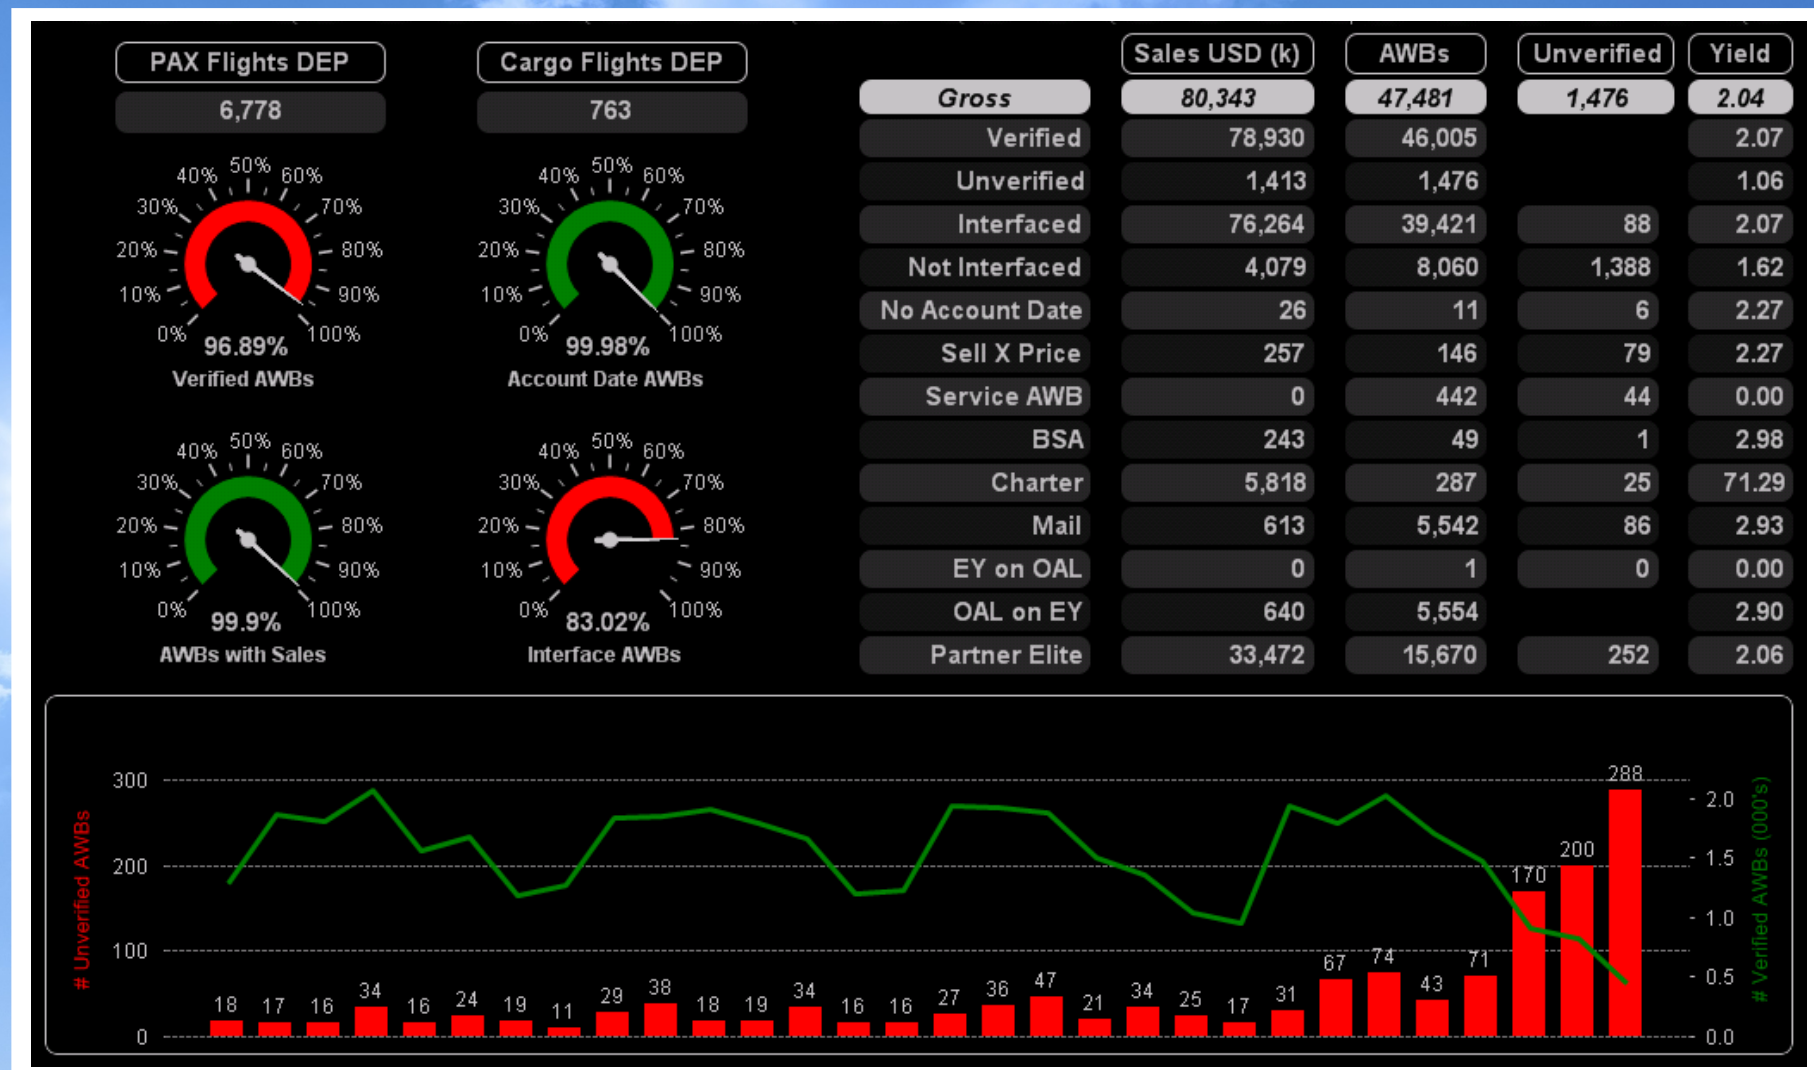 PAX Flights DEP
6,778
Cargo Flights DEP
763
50%
40% 60%
30% 70%
20% 80%
10% 90%
0% 100%
96.89%
Verified AWBs
50%
40% 60%
30% 70%
20% 80%
10% 90%
0% 100%
99.98%
Account Date AWBs
50%
40% 60%
30% 70%
20% 80%
10% 90%
0% 100%
99.9%
AWBs with Sales
50%
40% 60%
30% 70%
20% 80%
10% 90%
0% 100%
83.02%
Interface AWBs
Sales USD (k) AWBs Unverified Yield
Gross 80,343 47,481 1,476 2.04
Verified 78,930 46,005 2.07
Unverified 1,413 1,476 1.06
Interfaced 76,264 39,421 88 2.07
Not Interfaced 4,079 8,060 1,388 1.62
No Account Date 26 11 6 2.27
Sell X Price 257 146 79 2.27
Service AWB 0 442 44 0.00
BSA 243 49 1 2.98
Charter 5,818 287 25 71.29
Mail 613 5,542 86 2.93
EY on OAL 0 1 0 0.00
OAL on EY 640 5,554 2.90
Partner Elite 33,472 15,670 252 2.06
# Unverified AWBs
300
200
100
0
18 17 16 34 16 24 19 11 29 38 18 19 34 16 16 27 36 47 21 34 25 17 31 67 74 43 71 170 200 288
- 2.0
- 1.5
- 1.0
- 0.5
- 0.0
# Verified AWBs (000's)